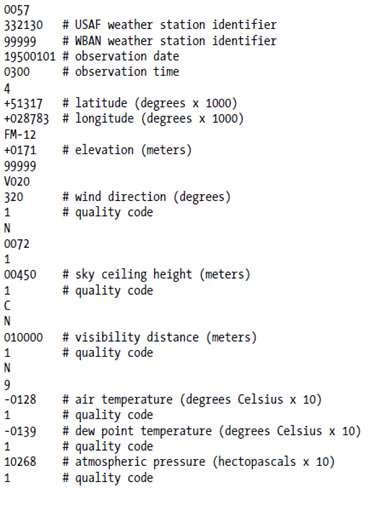 0057
332130 # USAF weather station identifier
99999 # WBAN weather station identifier
19500101 # observation date
0300 # observation time
4
+51317 # latitude (degrees x 1000)
+028783 # longitude (degrees x 1000)
FM-12
+0171 # elevation (meters)
99999
V020
320 # wind direction (degrees)
1 # quality code
N
0072
1
00450 # sky ceiling height (meters)
1 # quality code
C
N
010000 # visibility distance (meters)
1 # quality code
N
9
-0128 # air temperature (degrees Celsius x 10)
1 # quality code
-0139 # dew point temperature (degrees Celsius x 10)
1 # quality code
10268 # atmospheric pressure (hectopascals x 10)
1 # quality code